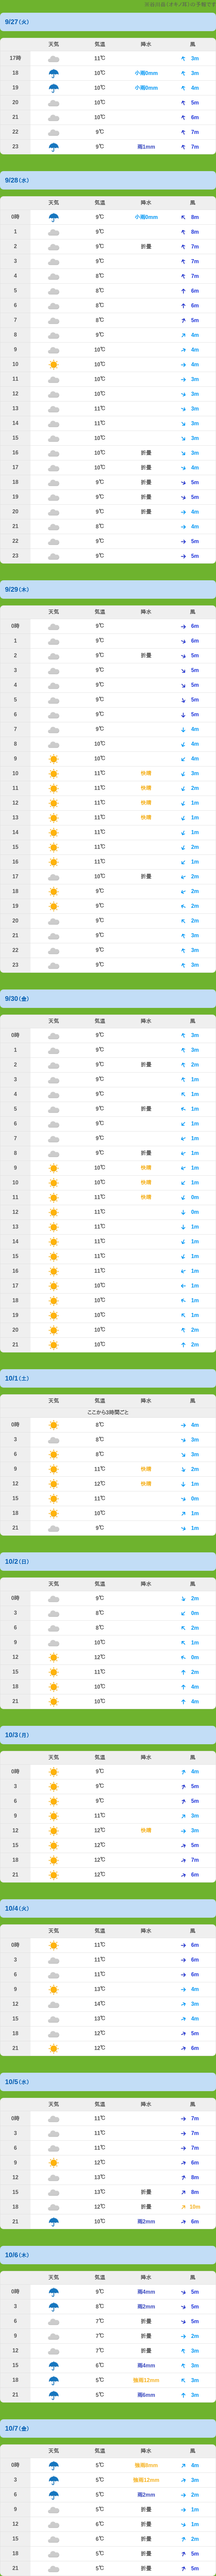 9/27 (火)
天気 気温 降水 風
17時 11℃ 3m
18 10℃ 小雨0mm 3m
19 10℃ 小雨0mm 4m
20 10℃ 5m
21 10℃ 6m
22 9℃ 7m
23 9℃ 雨1mm 7m
9/28 (水)
天気 気温 降水 風
0時 9℃ 小雨0mm 8m
1 9℃ 8m
2 9℃ 折畳 7m
3 9℃ 7m
4 8℃ 7m
5 8℃ 6m
6 8℃ 6m
7 8℃ 5m
8 9℃ 4m
9 10℃ 4m
10 10℃ 4m
11 10℃ 3m
12 10℃ 3m
13 11℃ 3m
14 11℃ 3m
15 10℃ 3m
16 10℃ 折畳 3m
17 10℃ 折畳 4m
18 9℃ 折畳 5m
19 9℃ 折畳 5m
20 9℃ 折畳 4m
21 8℃ 4m
22 9℃ 5m
23 9℃ 5m
9/29 (木)
天気 気温 降水 風
0時 9℃ 6m
1 9℃ 6m
2 9℃ 折畳 5m
3 9℃ 5m
4 9℃ 5m
5 9℃ 5m
6 9℃ 5m
7 9℃ 4m
8 10℃ 4m
9 10℃ 4m
10 11℃ 快晴 3m
11 11℃ 快晴 2m
12 11℃ 快晴 1m
13 11℃ 快晴 1m
14 11℃ 1m
15 11℃ 2m
16 11℃ 1m
17 10℃ 折畳 2m
18 9℃ 2m
19 9℃ 2m
20 9℃ 2m
21 9℃ 3m
22 9℃ 3m
23 9℃ 3m
9/30 (金)
天気 気温 降水 風
0時 9℃ 3m
1 9℃ 3m
2 9℃ 折畳 2m
3 9℃ 1m
4 9℃ 1m
5 9℃ 折畳 1m
6 9℃ 1m
7 9℃ 1m
8 9℃ 折畳 1m
9 10℃ 快晴 1m
10 10℃ 快晴 1m
11 11℃ 快晴 0m
12 11℃ 0m
13 11℃ 1m
14 11℃ 1m
15 11℃ 1m
16 11℃ 1m
17 10℃ 1m
18 10℃ 1m
19 10℃ 1m
20 10℃ 2m
21 10℃ 2m
10/1 (土)
天気 気温 降水 風
ここから3時間ごと
0時 8℃ 4m
3 8℃ 3m
6 8℃ 3m
9 11℃ 快晴 2m
12 12℃ 快晴 1m
15 11℃ 0m
18 10℃ 1m
21 9℃ 1m
10/2 (日)
天気 気温 降水 風
0時 9℃ 2m
3 8℃ 0m
6 8℃ 2m
9 10℃ 1m
12 12℃ 0m
15 11℃ 2m
18 10℃ 4m
21 10℃ 4m
10/3 (月)
天気 気温 降水 風
0時 9℃ 4m
3 9℃ 5m
6 9℃ 5m
9 11℃ 3m
12 12℃ 快晴 3m
15 12℃ 5m
18 12℃ 7m
21 12℃ 6m
10/4 (火)
天気 気温 降水 風
0時 11℃ 6m
3 11℃ 6m
6 11℃ 6m
9 13℃ 4m
12 14℃ 3m
15 13℃ 4m
18 12℃ 5m
21 12℃ 6m
10/5 (水)
天気 気温 降水 風
0時 11℃ 7m
3 11℃ 7m
6 11℃ 7m
9 12℃ 6m
12 13℃ 8m
15 13℃ 折畳 8m
18 12℃ 折畳 10m
21 10℃ 雨2mm 6m
10/6 (木)
天気 気温 降水 風
0時 9℃ 雨4mm 5m
3 8℃ 雨2mm 5m
6 7℃ 折畳 5m
9 7℃ 折畳 2m
12 7℃ 折畳 3m
15 6℃ 雨4mm 3m
18 5℃ 強雨12mm 3m
21 5℃ 雨6mm 3m
10/7 (金)
天気 気温 降水 風
0時 5℃ 強雨8mm 4m
3 5℃ 強雨12mm 3m
6 5℃ 雨2mm 2m
9 5℃ 折畳 1m
12 6℃ 折畳 1m
15 6℃ 折畳 2m
18 5℃ 折畳 5m
21 5℃ 折畳 5m